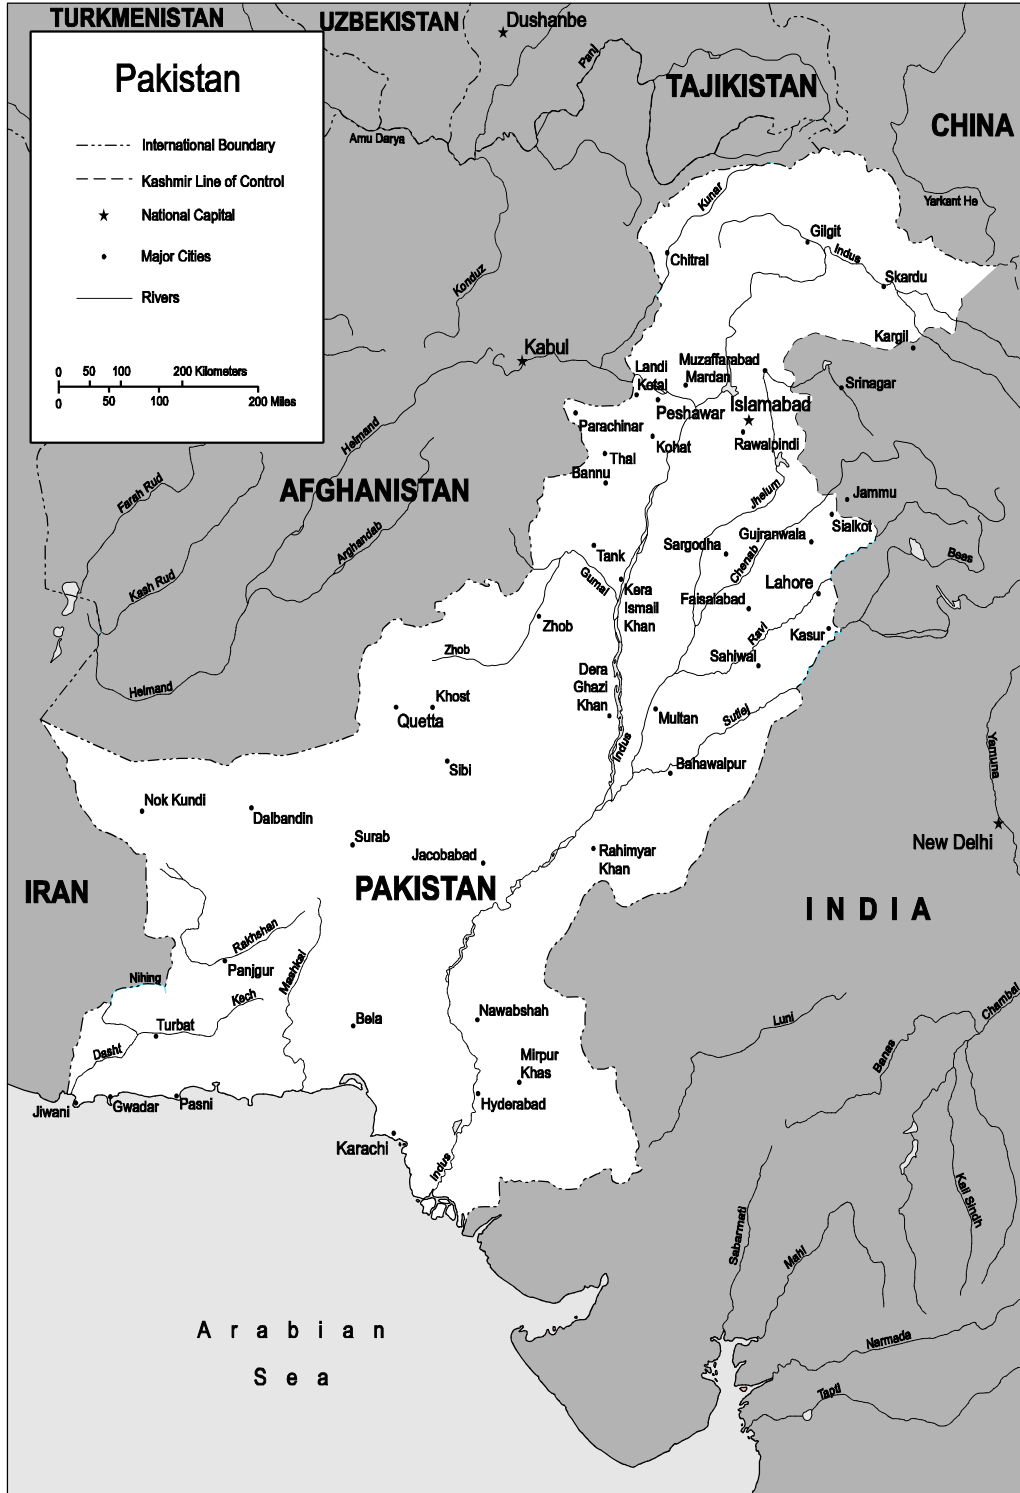 TURKMENISTAN
UZBEKISTAN
Dushanbe
Panj
TAJIKISTAN
CHINA
Pakistan
International Boundary
Kashmir Line of Control
National Capital
Major Cities
Rivers
0 50 100 200 Kilometers
0 50 100 200 Miles
Amu Darya
Yarkant He
Kunar
Gilgit
Indus
Chitral
Skardu
Konduz
Kargil
Kabul
Landi
Kotal
Muzaffarabad
Mardan
Srinagar
Islamabad
Peshawar
Parachinar
Rawalpindi
Kohat
Helmand
Thal
Bannu
Farah Rud
AFGHANISTAN
Jhelum
Jammu
Sialkot
Arghandab
Gujranwala
Sargodha
Tank
Chenab
Beas
Kash Rud
Gumal
Lahore
Kera
Ismail
Khan
Faisalabad
Zhob
Ravi
Kasur
Zhob
Sahiwal
Dera
Ghazi
Khan
Helmand
Khost
Quetta
Multan
Sutlej
Indus
Yamuna
Sibi
Bahawalpur
Nok Kundi
Dalbandin
Surab
New Delhi
Jacobabad
Rahimyar
Khan
IRAN
PAKISTAN
INDIA
Rakhshan
Panjgur
Mashkai
Nihing
Kech
Chambal
Turbat
Bela
Nawabshah
Luni
Dasht
Banas
Mirpur
Khas
Jiwani
Gwadar
Pasni
Hyderabad
Karachi
Indus
Kali Sindh
Sabarmati
Mahi
Arabian
Sea
Narmada
Tapti